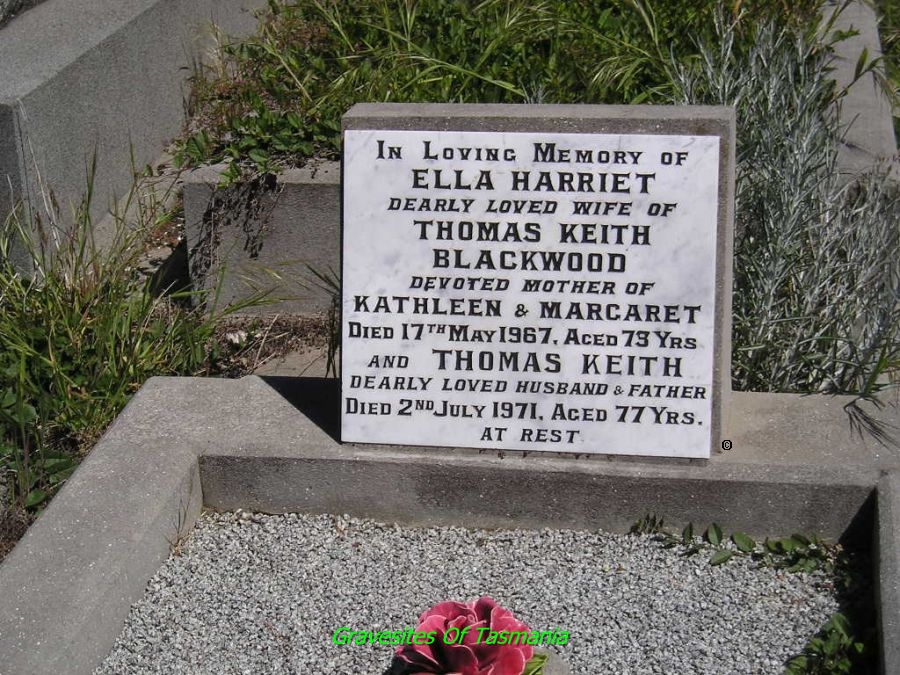 In Loving Memory of
ELLA HARRIET
DEARLY LOVED WIFE OF
THOMAS KEITH
BLACKWOOD
DEVOTED MOTHER OF
KATHLEEN & MARGARET
Died 17TH May 1967, Aged 73 Yrs
AND THOMAS KEITH
DEARLY LOVED HUSBAND & FATHER
Died 2ND July 1971, Aged 77 Yrs.
AT REST
©
Gravesites Of Tasmania